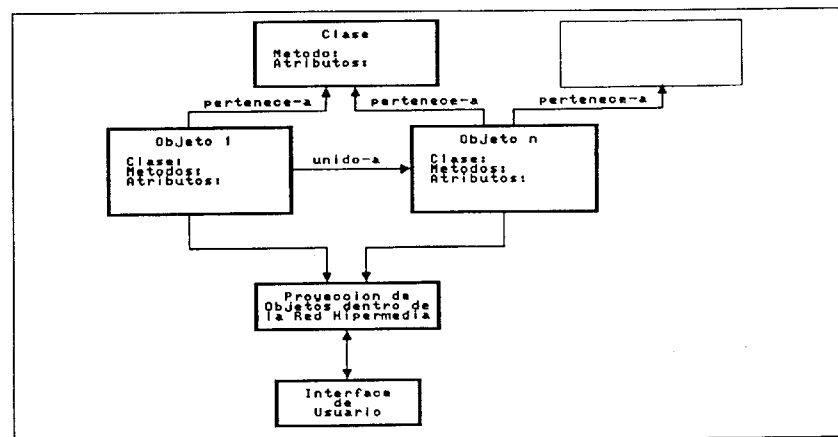 Clase
Metodo:
Atributos:
pertenece-a
pertenece-a
pertenece-a
Objeto 1
Clase:
Metodos:
Atributos:
unido-a
Objeto n
Clase:
Metodos:
Atributos:
Proyeccion de
Objetos dentro de
la Red Hipermedia
Interface
de
Usuario